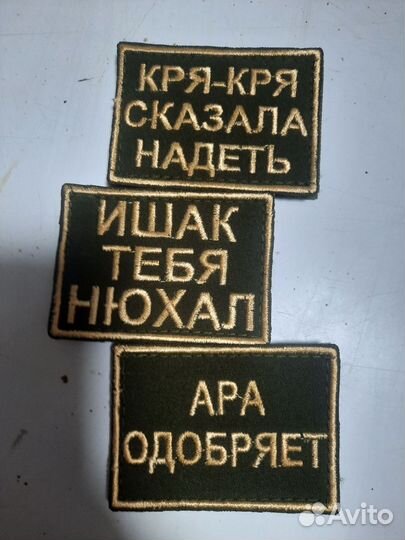 КРЯ-КРЯ
СКАЗАЛА
НАДЕТЬ
ИШАК
ТЕБЯ
НЮХАЛ
АРА
ОДОБРЯЕТ
Avito